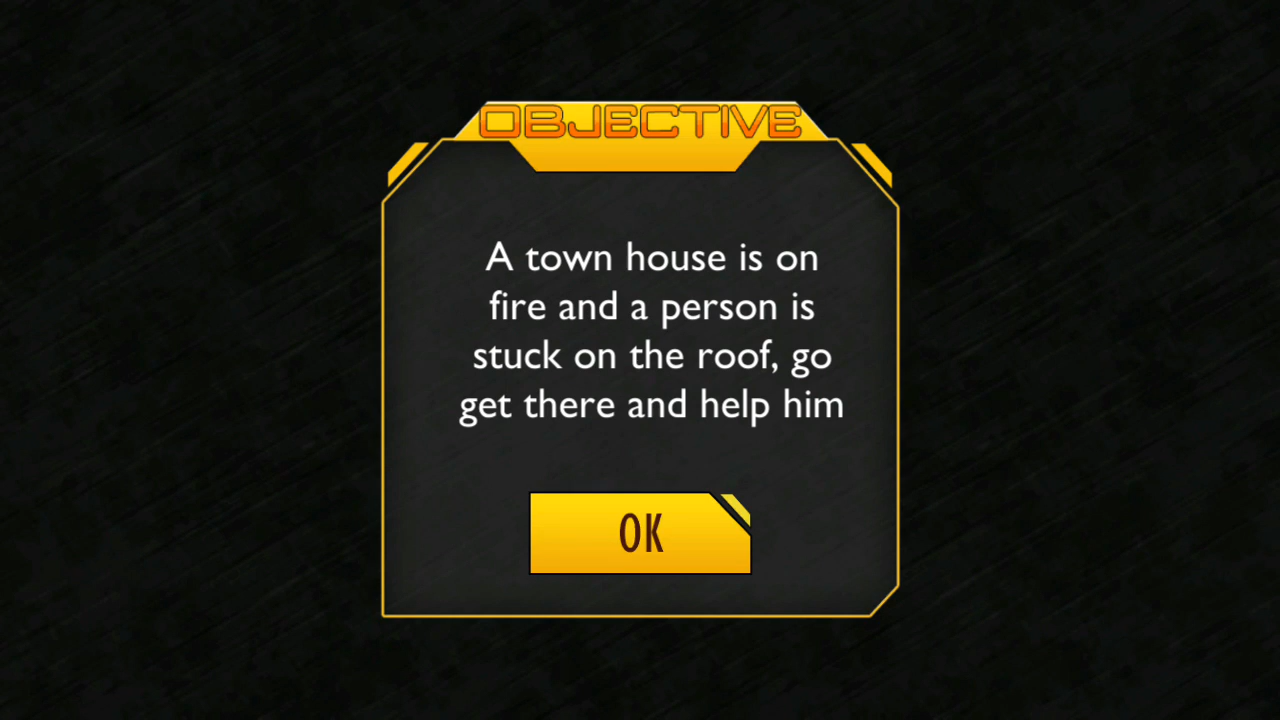 OBJECTIVE
A town house is on
fire and a person is
stuck on the roof, go
get there and help him
OK